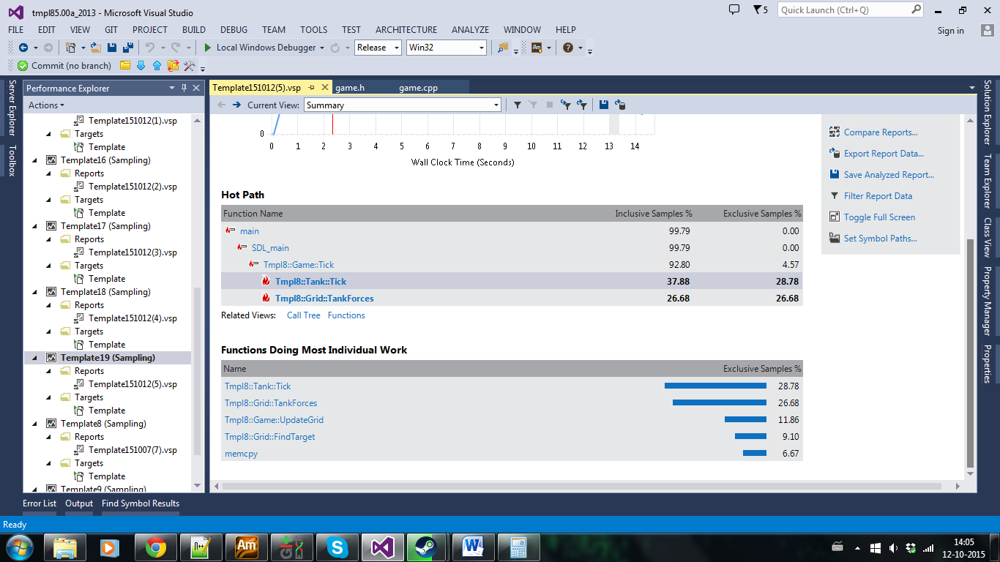 tmpl85.00a_2013 - Microsoft Visual Studio
5
Quick Launch (Ctrl+Q)
FILE EDIT VIEW GIT PROJECT BUILD DEBUG TEAM TOOLS TEST ARCHITECTURE ANALYZE WINDOW HELP
Sign in
Local Windows Debugger Release Win32 Am
Commit (no branch)
Server Explorer
Toolbox
Performance Explorer
Actions
Template151012(1).vsp
Targets
Template
Template16 (Sampling)
Reports
Template151012(2).vsp
Targets
Template
Template17 (Sampling)
Reports
Template151012(3).vsp
Targets
Template
Template18 (Sampling)
Reports
Template151012(4).vsp
Targets
Template
Template19 (Sampling)
Reports
Template151012(5).vsp
Targets
Template
Template8 (Sampling)
Reports
Template151007(7).vsp
Targets
Template
Template9 (Sampling)
Template151012(5).vsp game.h game.cpp
Current View: Summary
0
0 1 2 3 4 5 6 7 8 9 10 11 12 13 14
Wall Clock Time (Seconds)
Hot Path
Function Name Inclusive Samples % Exclusive Samples %
main 99.79 0.00
SDL_main 99.79 0.00
Tmpl8::Game::Tick 92.80 4.57
Tmpl8::Tank::Tick 37.88 28.78
Tmpl8::Grid::TankForces 26.68 26.68
Related Views: Call Tree Functions
Functions Doing Most Individual Work
Name Exclusive Samples %
Tmpl8::Tank::Tick 28.78
Tmpl8::Grid::TankForces 26.68
Tmpl8::Game::UpdateGrid 11.86
Tmpl8::Grid::FindTarget 9.10
memcpy 6.67
Compare Reports...
Export Report Data...
Save Analyzed Report...
Filter Report Data
Toggle Full Screen
Set Symbol Paths...
Solution Explorer
Team Explorer
Class View
Property Manager
Properties
Error List Output Find Symbol Results
Ready
Am
14:05
12-10-2015